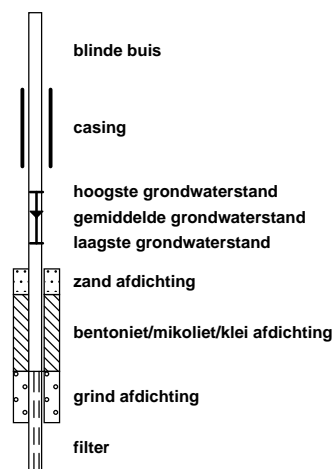 blinde buis
casing
hoogste grondwaterstand
gemiddelde grondwaterstand
laagste grondwaterstand
zand afdichting
bentoniet/mikoliet/klei afdichting
grind afdichting
filter